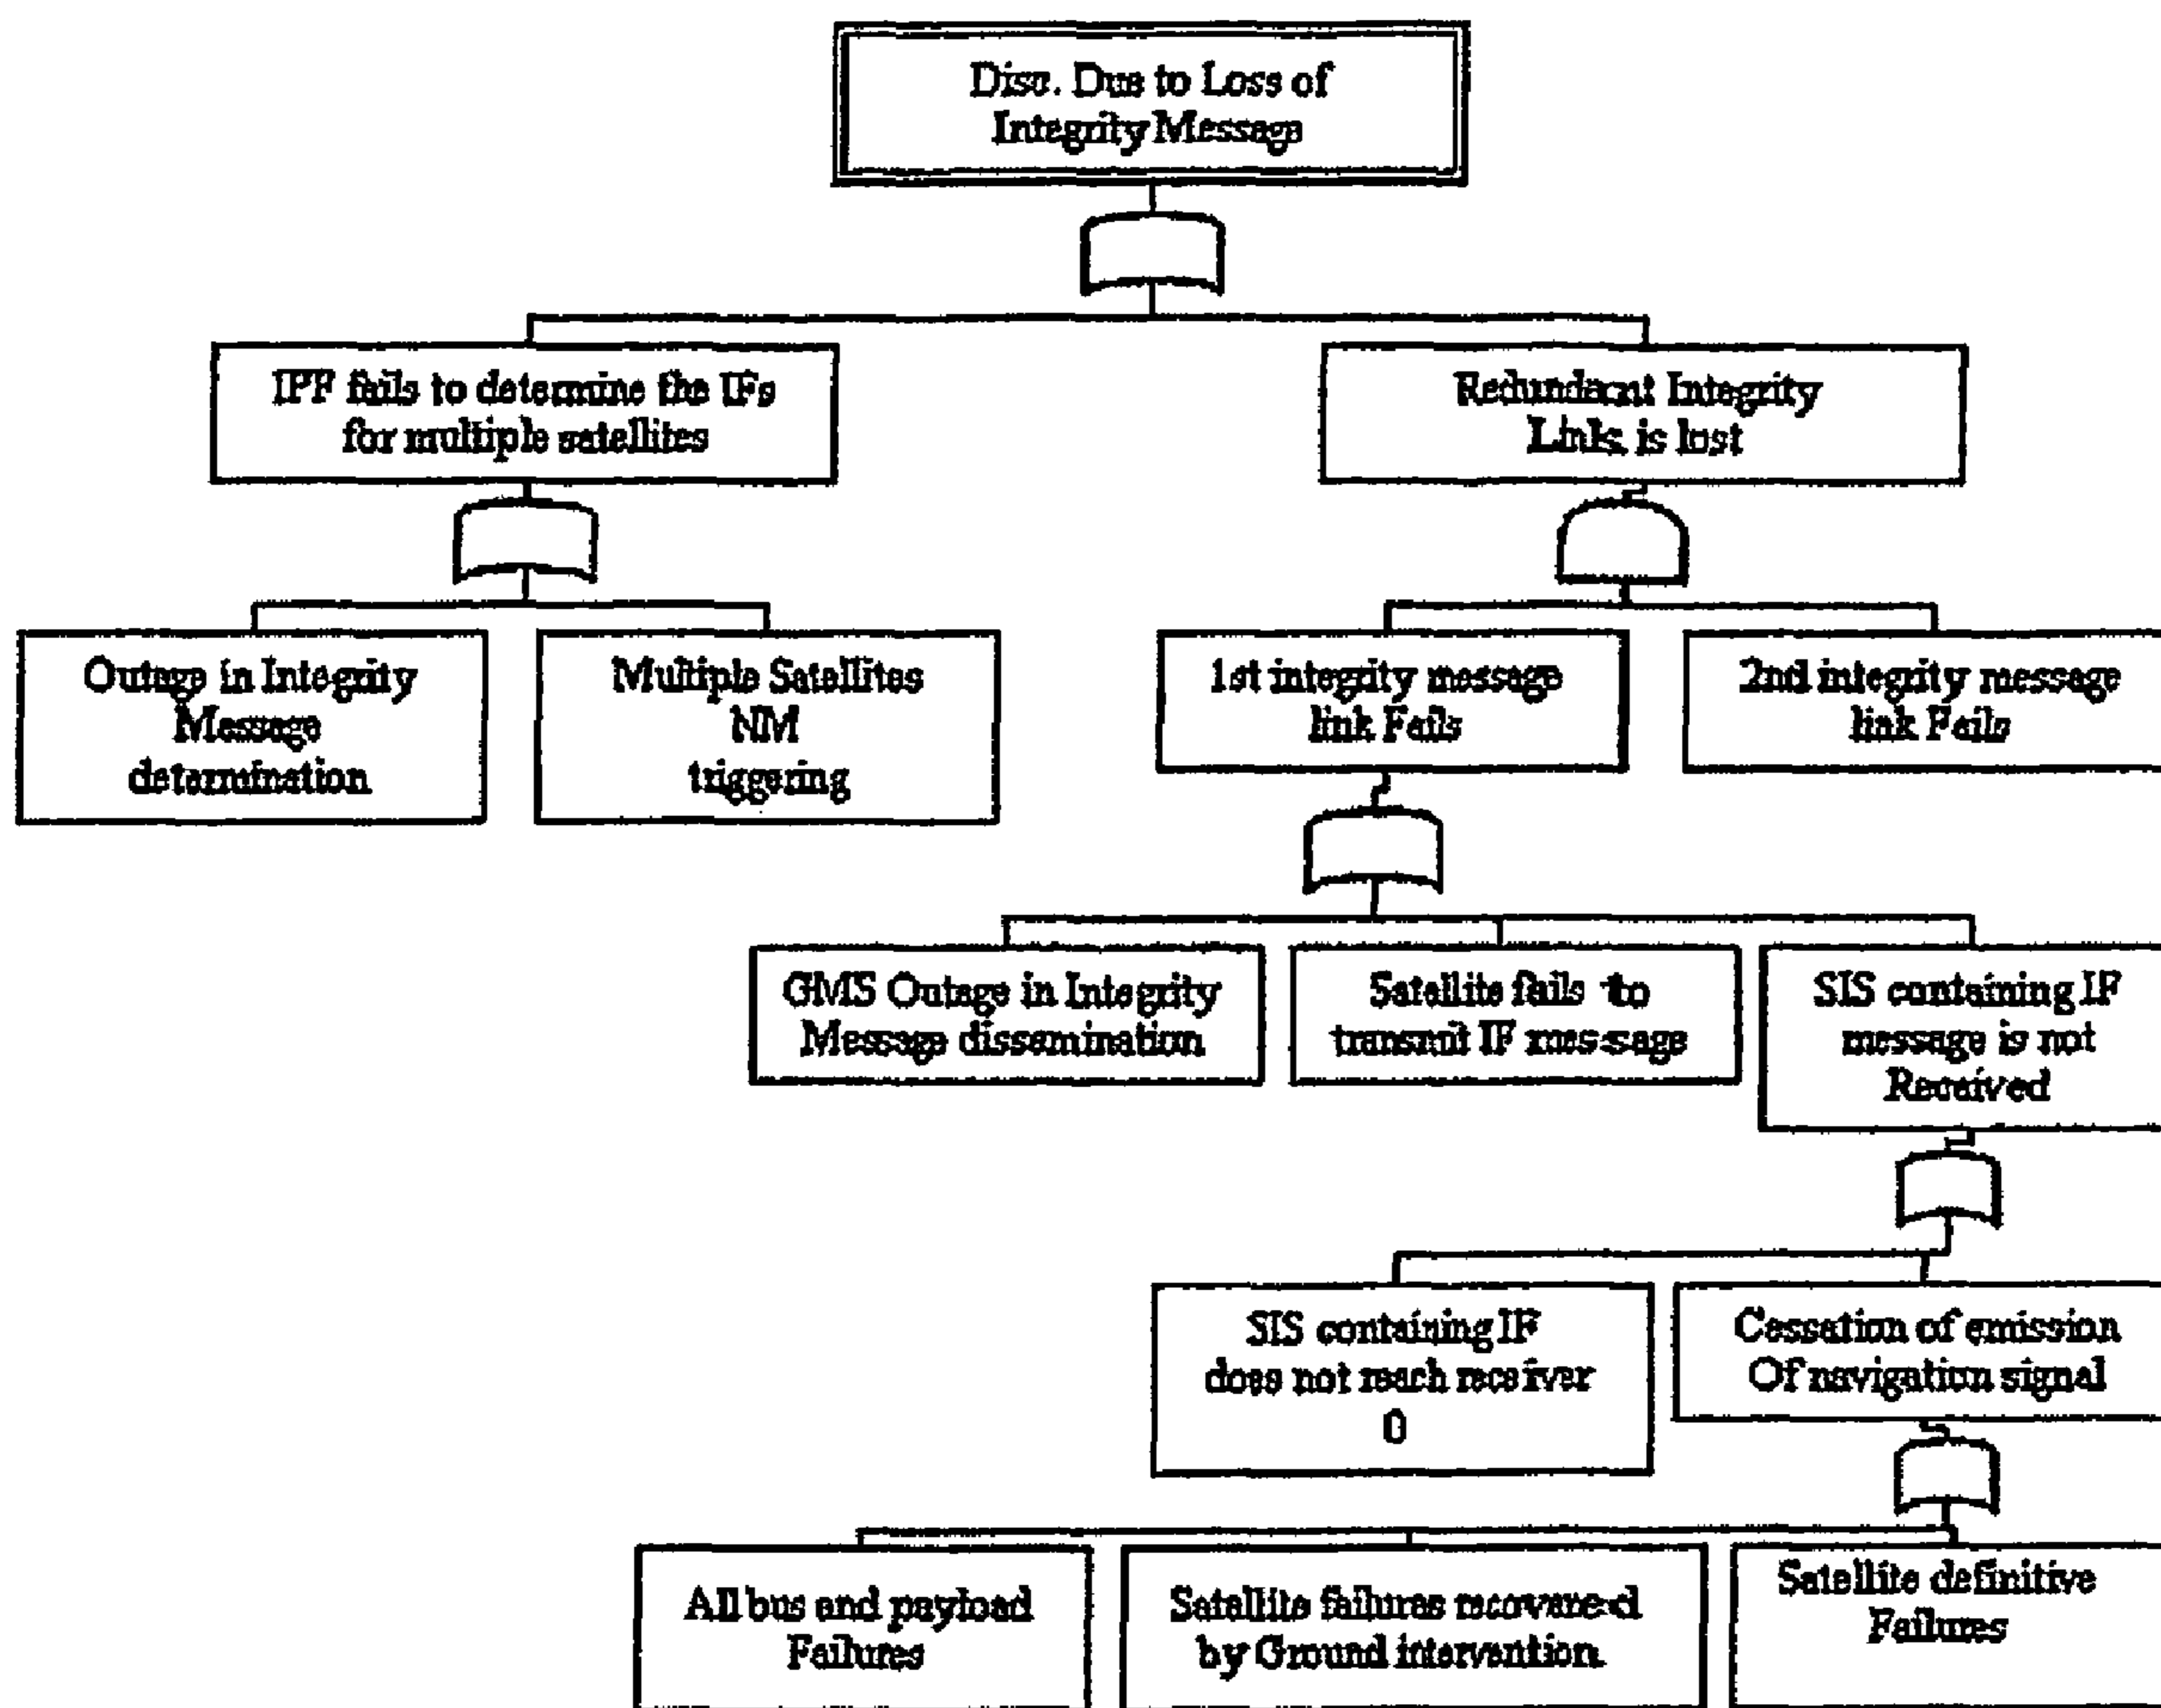 Disc. Due to Loss of
Integrity Message
IPF fails to determine the IFs
for multiple satellites
Redundant Integrity
Link is lost
Outage in Integrity
Message
determination
Multiple Satellites
NM
triggering
1st integrity message
link Fails
2nd integrity message
link Fails
GMS Outage in Integrity
Message dissemination
Satellite fails to
transmit IF message
SIS containing IF
message is not
Received
SIS containing IF
does not reach receiver
0
Cessation of emission
Of navigation signal
All bus and payload
Failures
Satellite failures recovered
by Ground intervention.
Satellite definitive
Failures